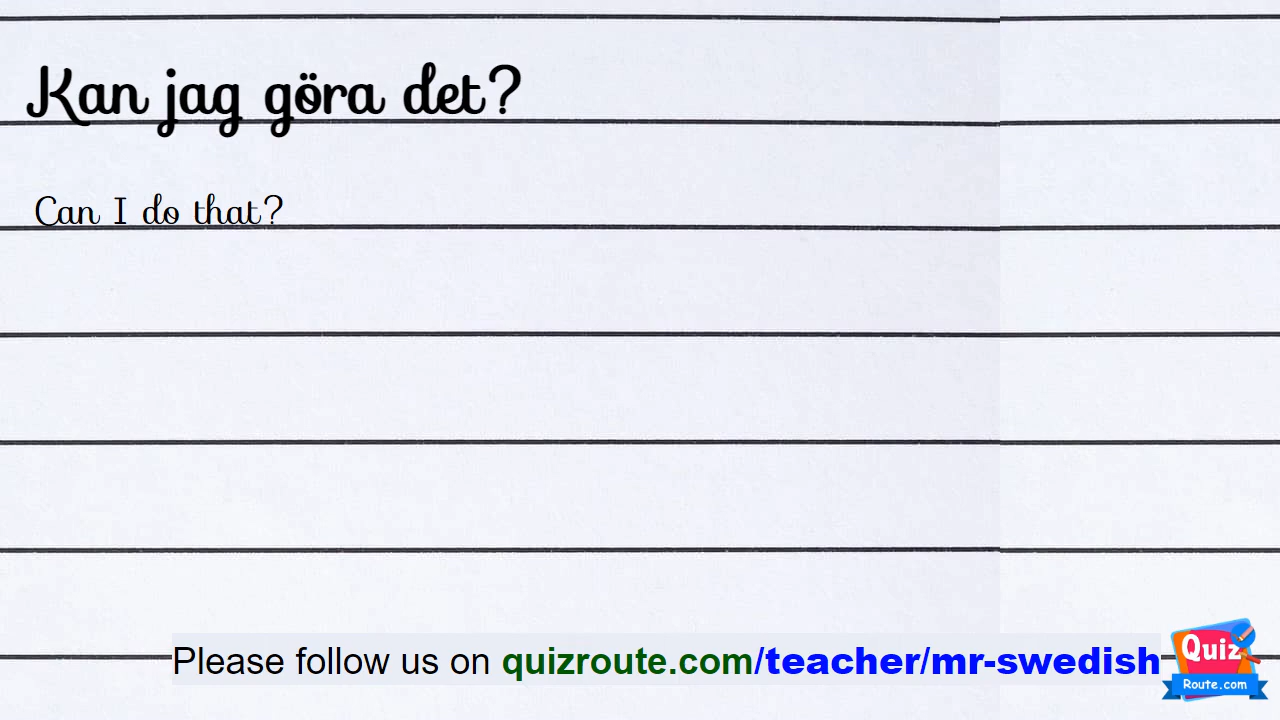 Kan jag göra det?
Can I do that?
Please follow us on quizroute.com/teacher/mr-swedish
Quiz
Route.com